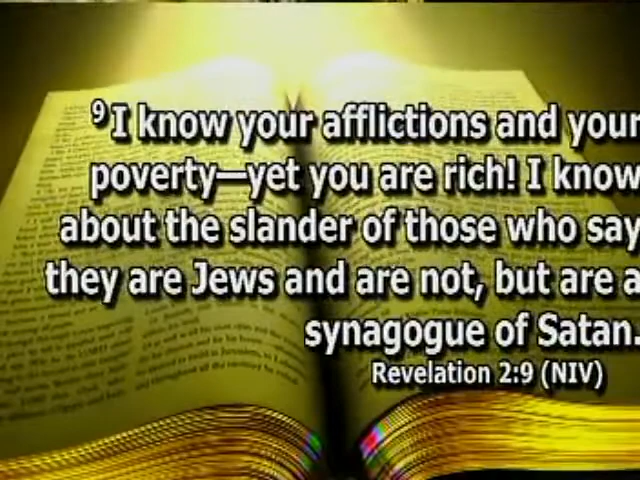 9 I know your afflictions and your
poverty—yet you are rich! I know
about the slander of those who say
they are Jews and are not, but are a
synagogue of Satan.
Revelation 2:9 (NIV)